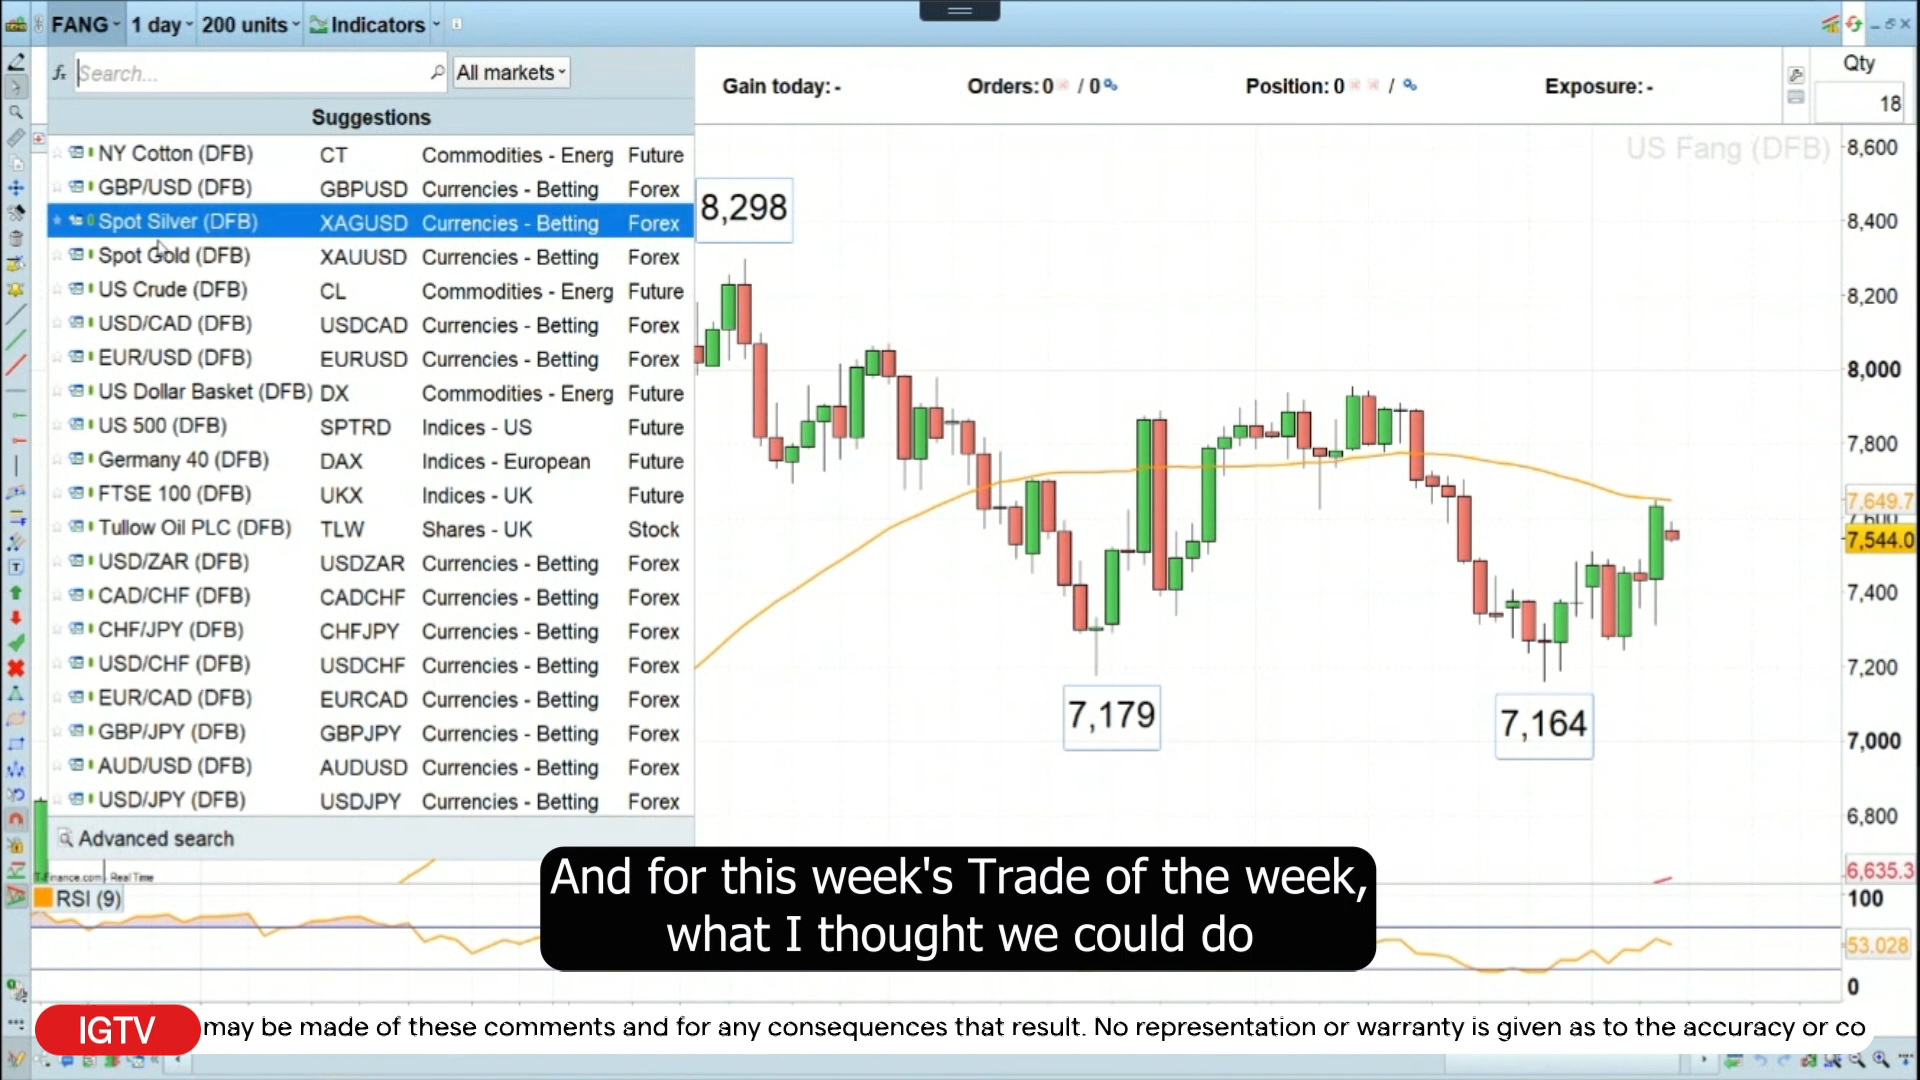 FANG 1 day 200 units Indicators
Search... All markets
Suggestions
NY Cotton (DFB) CT Commodities - Energ Future
GBP/USD (DFB) GBPUSD Currencies - Betting Forex
Spot Silver (DFB) XAGUSD Currencies - Betting Forex
Spot Gold (DFB) XAUUSD Currencies - Betting Forex
US Crude (DFB) CL Commodities - Energ Future
USD/CAD (DFB) USDCAD Currencies - Betting Forex
EUR/USD (DFB) EURUSD Currencies - Betting Forex
US Dollar Basket (DFB) DX Commodities - Energ Future
US 500 (DFB) SPTRD Indices - US Future
Germany 40 (DFB) DAX Indices - European Future
FTSE 100 (DFB) UKX Indices - UK Future
Tullow Oil PLC (DFB) TLW Shares - UK Stock
USD/ZAR (DFB) USDZAR Currencies - Betting Forex
CAD/CHF (DFB) CADCHF Currencies - Betting Forex
CHF/JPY (DFB) CHFJPY Currencies - Betting Forex
USD/CHF (DFB) USDCHF Currencies - Betting Forex
EUR/CAD (DFB) EURCAD Currencies - Betting Forex
GBP/JPY (DFB) GBPJPY Currencies - Betting Forex
AUD/USD (DFB) AUDUSD Currencies - Betting Forex
USD/JPY (DFB) USDJPY Currencies - Betting Forex
Advanced search
Gain today: - Orders: 0 / 0 Position: 0 / Exposure: -
Qty
18
US Fang (DFB)
8,298
7,179
7,164
8,600
8,400
8,200
8,000
7,800
7,649.7
7,600
7,544.0
7,400
7,200
7,000
6,800
6,635.3
T-Finance.com - Real Time
RSI (9)
100
53.028
0
And for this week's Trade of the week,
what I thought we could do
IGTV may be made of these comments and for any consequences that result. No representation or warranty is given as to the accuracy or co